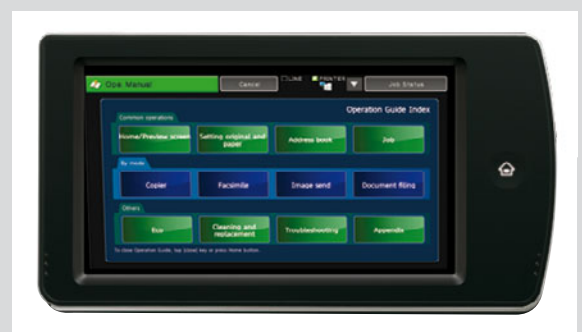 Ope. Manual
Cancel
LINE
PRINTER
Job Status
Operation Guide Index
Common operations
Home/Preview screen
Setting original and
paper
Address book
Job
By mode
Copier
Facsimile
Image send
Document filing
Others
Eco
Cleaning and
replacement
Troubleshooting
Appendix
To close Operation Guide, tap [close] key or press Home button.